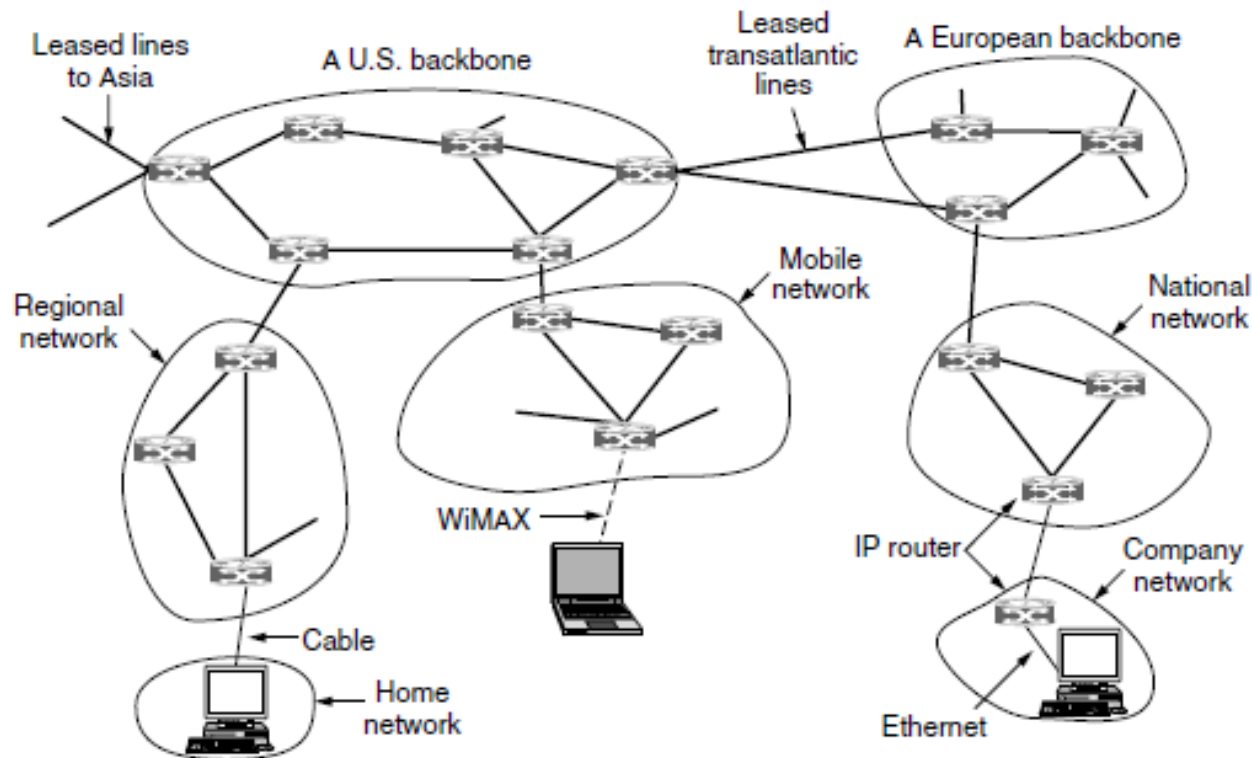 Leased lines
to Asia
A U.S. backbone
Leased
transatlantic
lines
A European backbone
Regional
network
Mobile
network
National
network
WiMAX
IP router
Company
network
Cable
Home
network
Ethernet